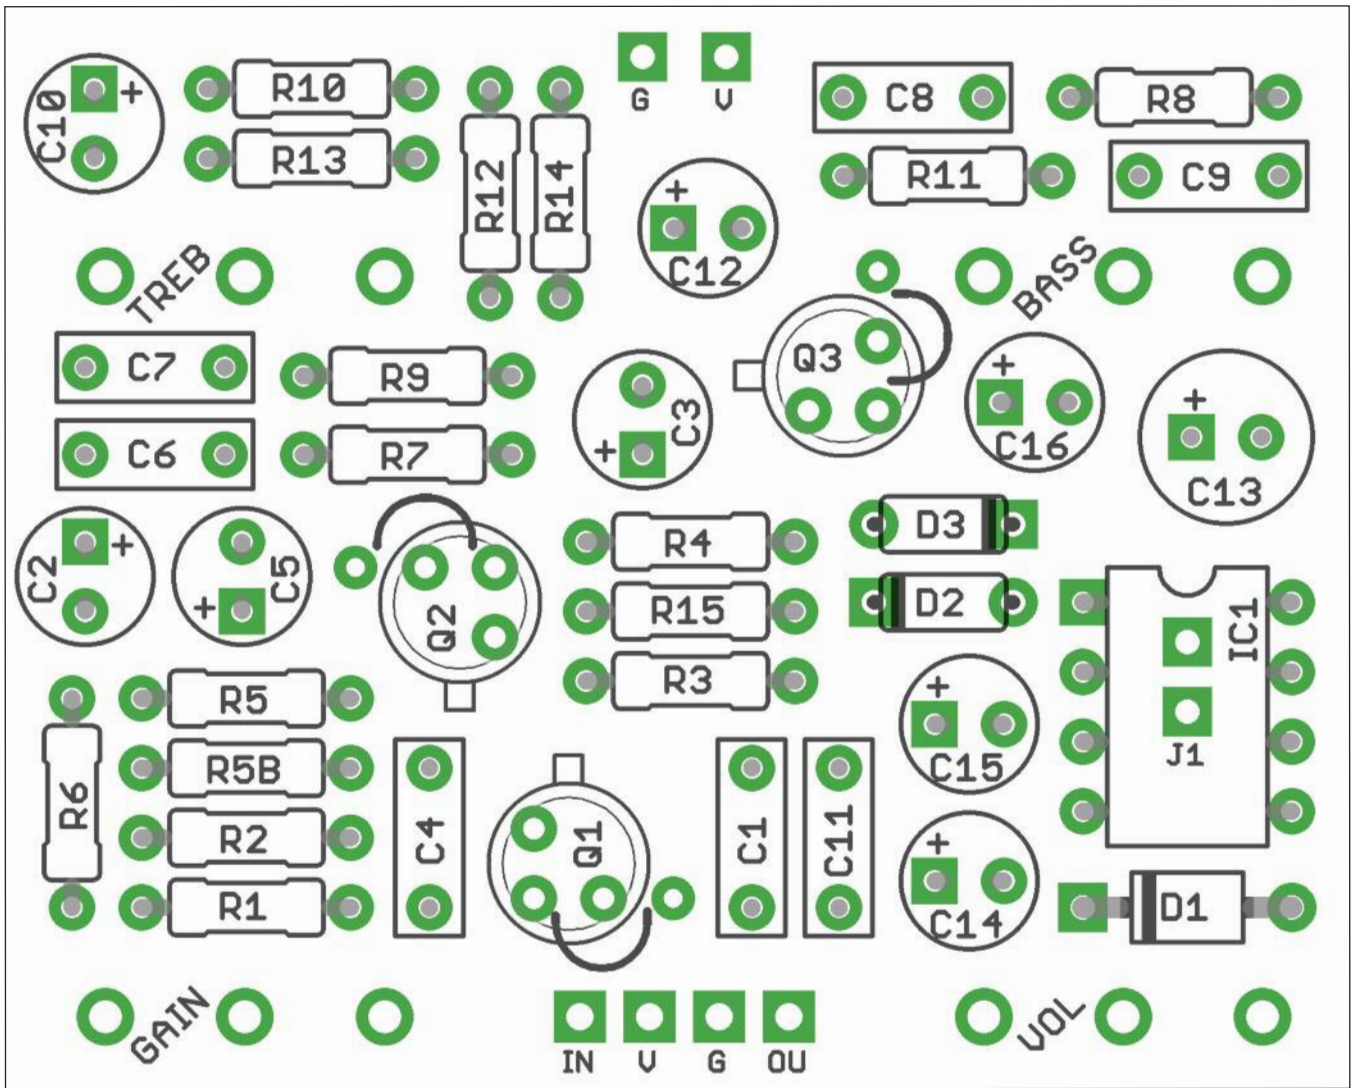 C10
+
R10
R13
R12
R14
G
V
C8
R8
R11
C9
+
C12
TREB
BASS
C7
R9
C6
R7
C3
+
Q3
+
C16
+
C13
C2
+
C5
+
Q2
R4
R15
R3
D3
D2
IC1
J1
R5
R5B
R2
R1
R6
C4
Q1
C1
C11
+
C15
+
C14
D1
GAIN
IN
V
G
OU
VOL